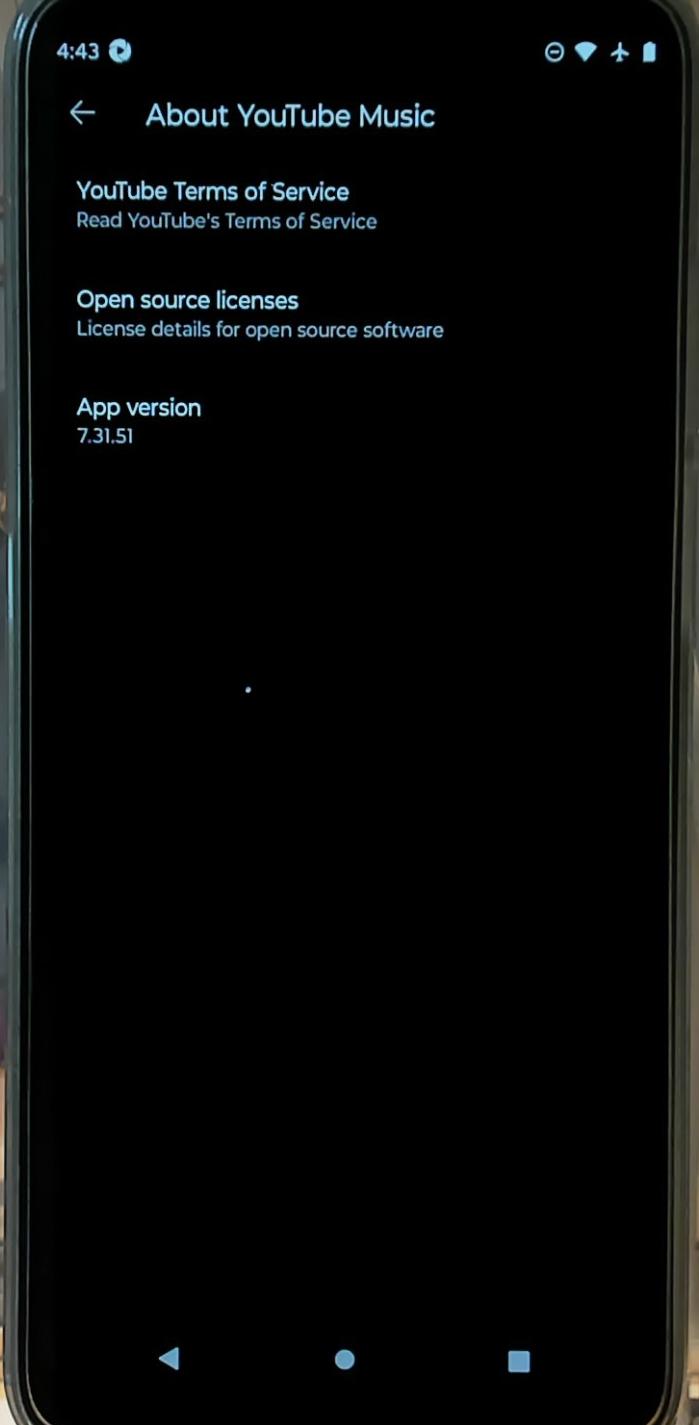 4:43
About YouTube Music
YouTube Terms of Service
Read YouTube's Terms of Service
Open source licenses
License details for open source software
App version
7.31.51